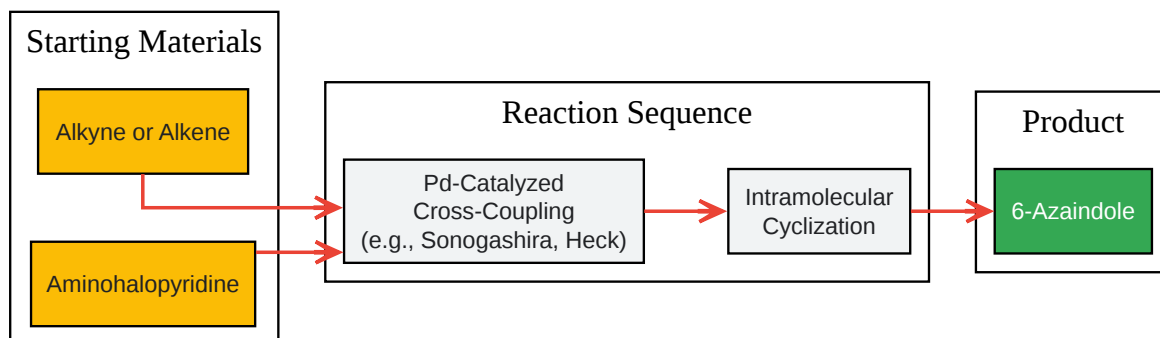 Starting Materials
Alkyne or Alkene
Aminohalopyridine
Reaction Sequence
Pd-Catalyzed
Cross-Coupling
(e.g., Sonogashira, Heck)
Intramolecular
Cyclization
Product
6-Azaindole